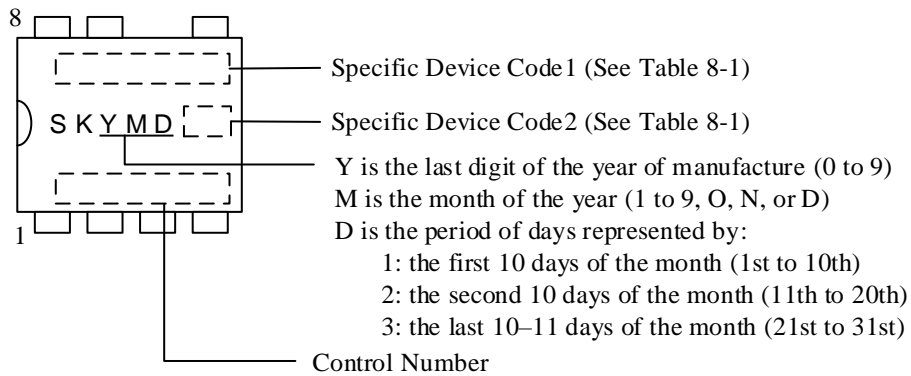 8
Specific Device Code1 (See Table 8-1)
SKYMD
Specific Device Code2 (See Table 8-1)
Y is the last digit of the year of manufacture (0 to 9)
M is the month of the year (1 to 9, O, N, or D)
D is the period of days represented by:
1: the first 10 days of the month (1st to 10th)
2: the second 10 days of the month (11th to 20th)
3: the last 10–11 days of the month (21st to 31st)
1
Control Number